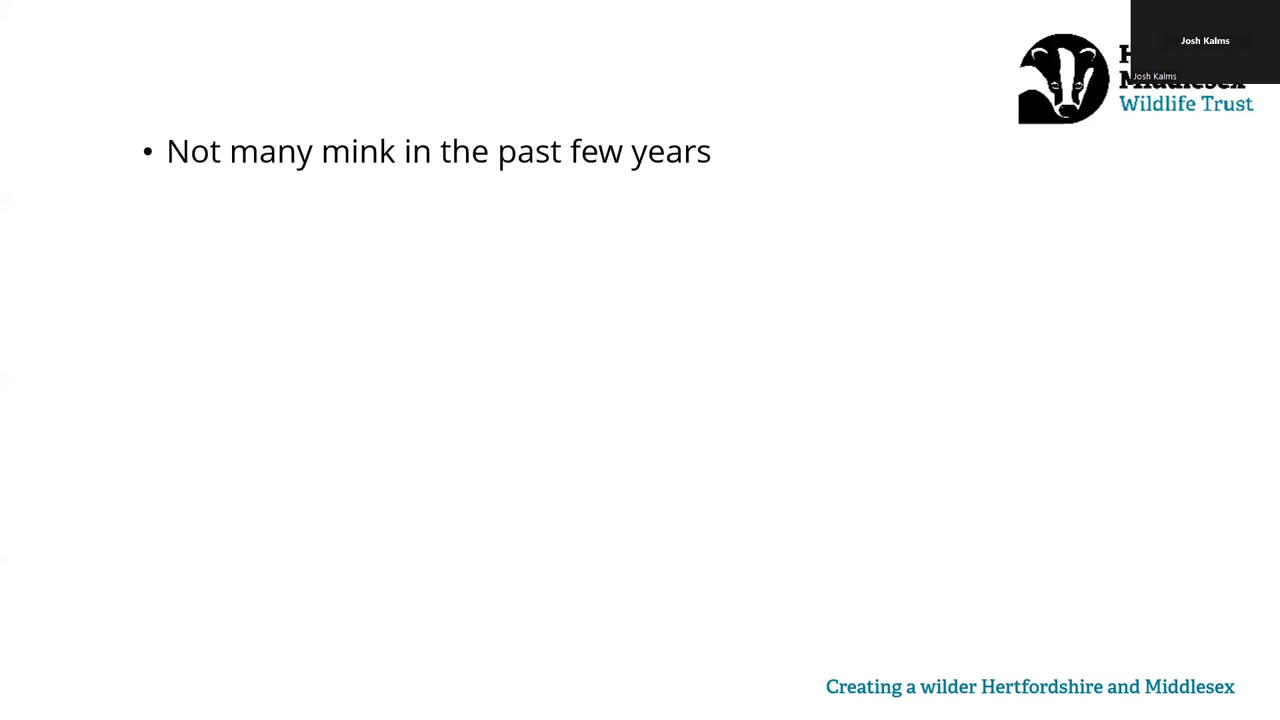 Josh Kalms
Josh Kalms
Wildlife Trust
• Not many mink in the past few years
Creating a wilder Hertfordshire and Middlesex